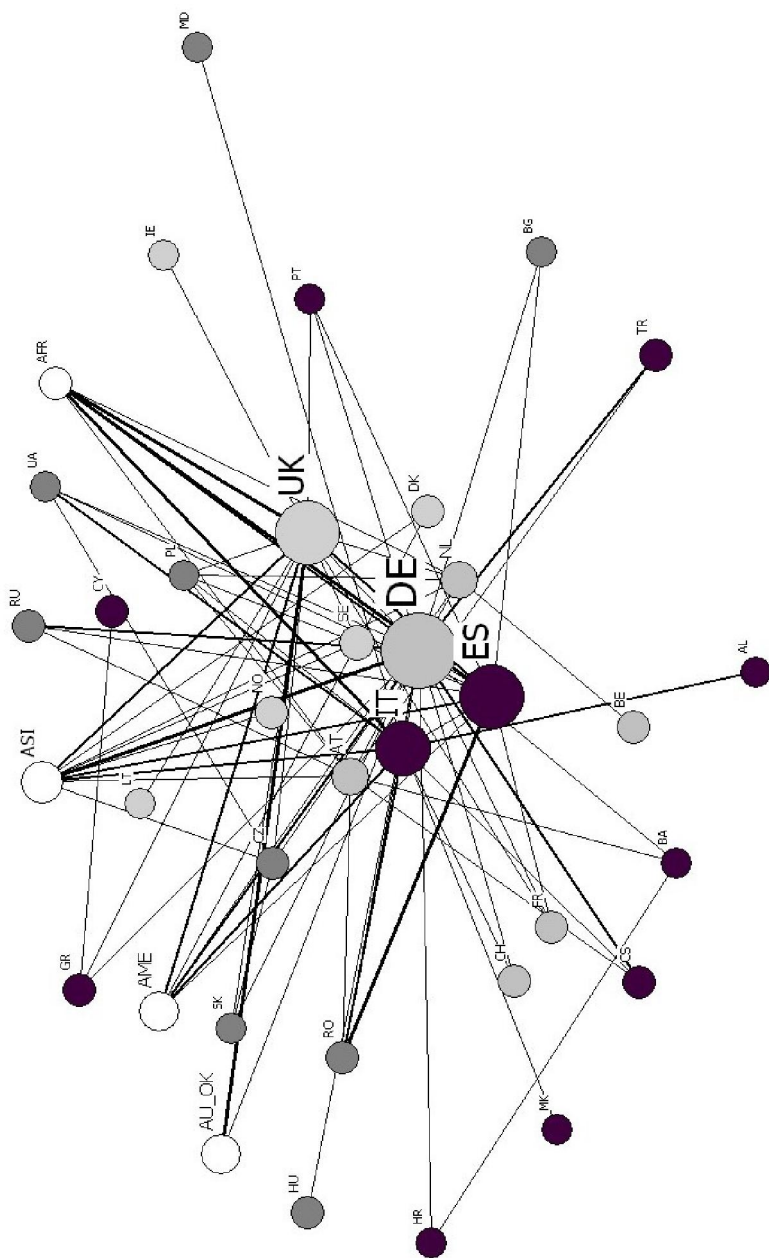 MD
IE
BG
PT
TR
AFR
UA
UK
DK
PL
NL
RU
CY
DE
SE
ES
AL
NO
IT
BE
ASI
AT
LT
CZ
BA
FR
CH
CS
GR
AME
SK
RO
MK
AU_OK
HU
HR